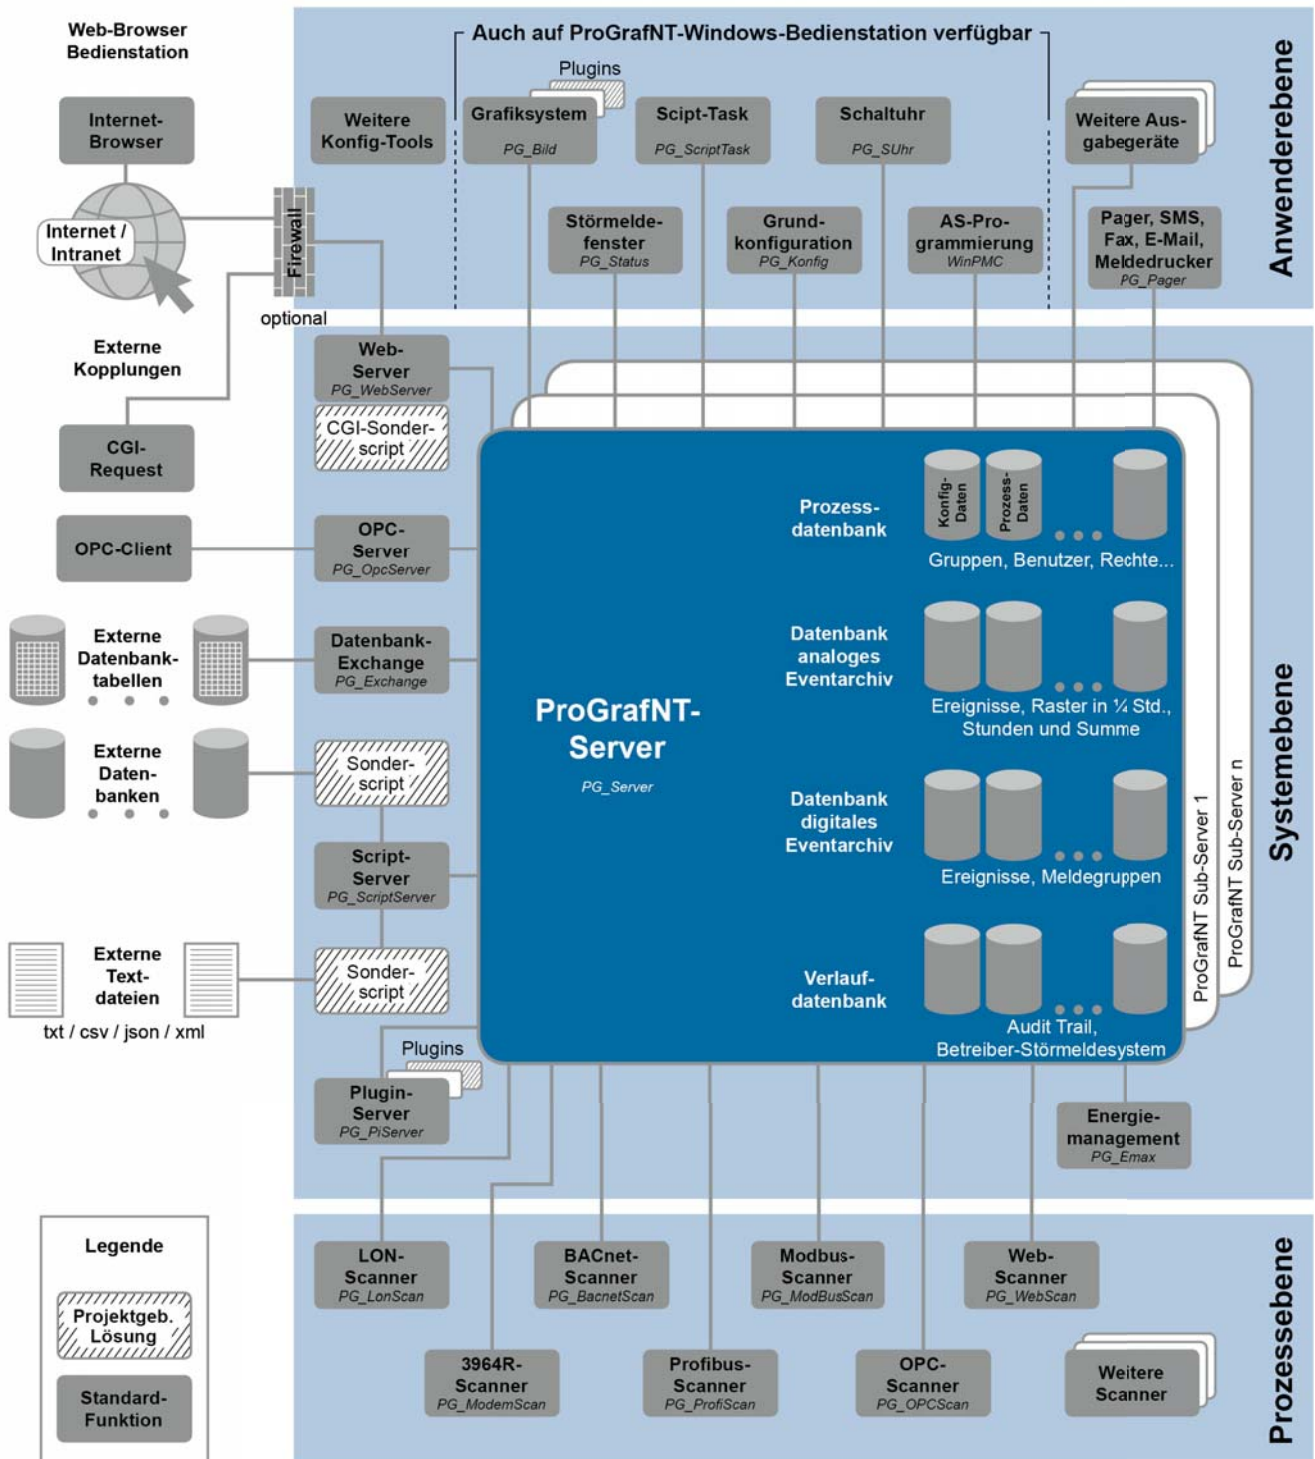 Web-Browser
Bedienstation
Auch auf ProGrafNT-Windows-Bedienstation verfügbar
Anwenderebene
Internet-
Browser
Weitere
Konfig-Tools
Plugins
Grafiksystem
PG_Bild
Scipt-Task
PG_ScriptTask
Schaltuhr
PG_SUhr
Weitere Aus-
gabegeräte
Internet /
Intranet
Firewall
optional
Störmelde-
fenster
PG_Status
Grund-
konfiguration
PG_Konfig
AS-Pro-
grammierung
WinPMC
Pager, SMS,
Fax, E-Mail,
Meldedrucker
PG_Pager
Externe
Kopplungen
Systemebene
Web-
Server
PG_WebServer
CGI-Sonder-
script
CGI-
Request
OPC-Client
OPC-
Server
PG_OpcServer
Externe
Datenbank-
tabellen
Datenbank-
Exchange
PG_Exchange
Externe
Daten-
banken
Sonder-
script
Script-
Server
PG_ScriptServer
Externe
Text-
dateien
txt / csv / json / xml
Sonder-
script
Plugins
Plugin-
Server
PG_PiServer
ProGrafNT-
Server
PG_Server
Prozess-
datenbank
Konfig-
Daten
Prozess-
Daten
Gruppen, Benutzer, Rechte...
Datenbank
analoges
Eventarchiv
Ereignisse, Raster in ¼ Std.,
Stunden und Summe
Datenbank
digitales
Eventarchiv
Ereignisse, Meldegruppen
Verlauf-
datenbank
Audit Trail,
Betreiber-Störmeldesystem
ProGrafNT Sub-Server 1
ProGrafNT Sub-Server n
Energie-
management
PG_Emax
Prozessebene
LON-
Scanner
PG_LonScan
BACnet-
Scanner
PG_BacnetScan
Modbus-
Scanner
PG_ModBusScan
Web-
Scanner
PG_WebScan
3964R-
Scanner
PG_ModemScan
Profibus-
Scanner
PG_ProfiScan
OPC-
Scanner
PG_OPCScan
Weitere
Scanner
Legende
Projektgeb.
Lösung
Standard-
Funktion